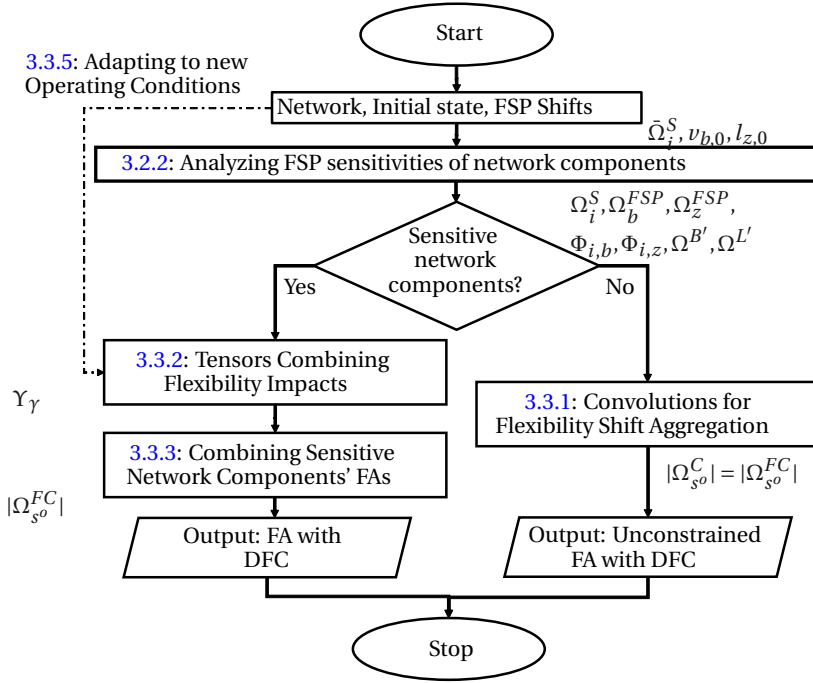 Start
3.3.5: Adapting to new
Operating Conditions
Network, Initial state, FSP Shifts
Ω̄_i^S, v_{b,0}, l_{z,0}
3.2.2: Analyzing FSP sensitivities of network components
Ω_i^S, Ω_b^{FSP}, Ω_z^{FSP},
Φ_{i,b}, Φ_{i,z}, Ω^{B′}, Ω^{L′}
Sensitive
network
components?
Yes
No
3.3.2: Tensors Combining
Flexibility Impacts
ϒ_γ
3.3.1: Convolutions for
Flexibility Shift Aggregation
3.3.3: Combining Sensitive
Network Components' FAs
|Ω_{s^o}^C| = |Ω_{s^o}^{FC}|
|Ω_{s^o}^{FC}|
Output: FA with
DFC
Output: Unconstrained
FA with DFC
Stop